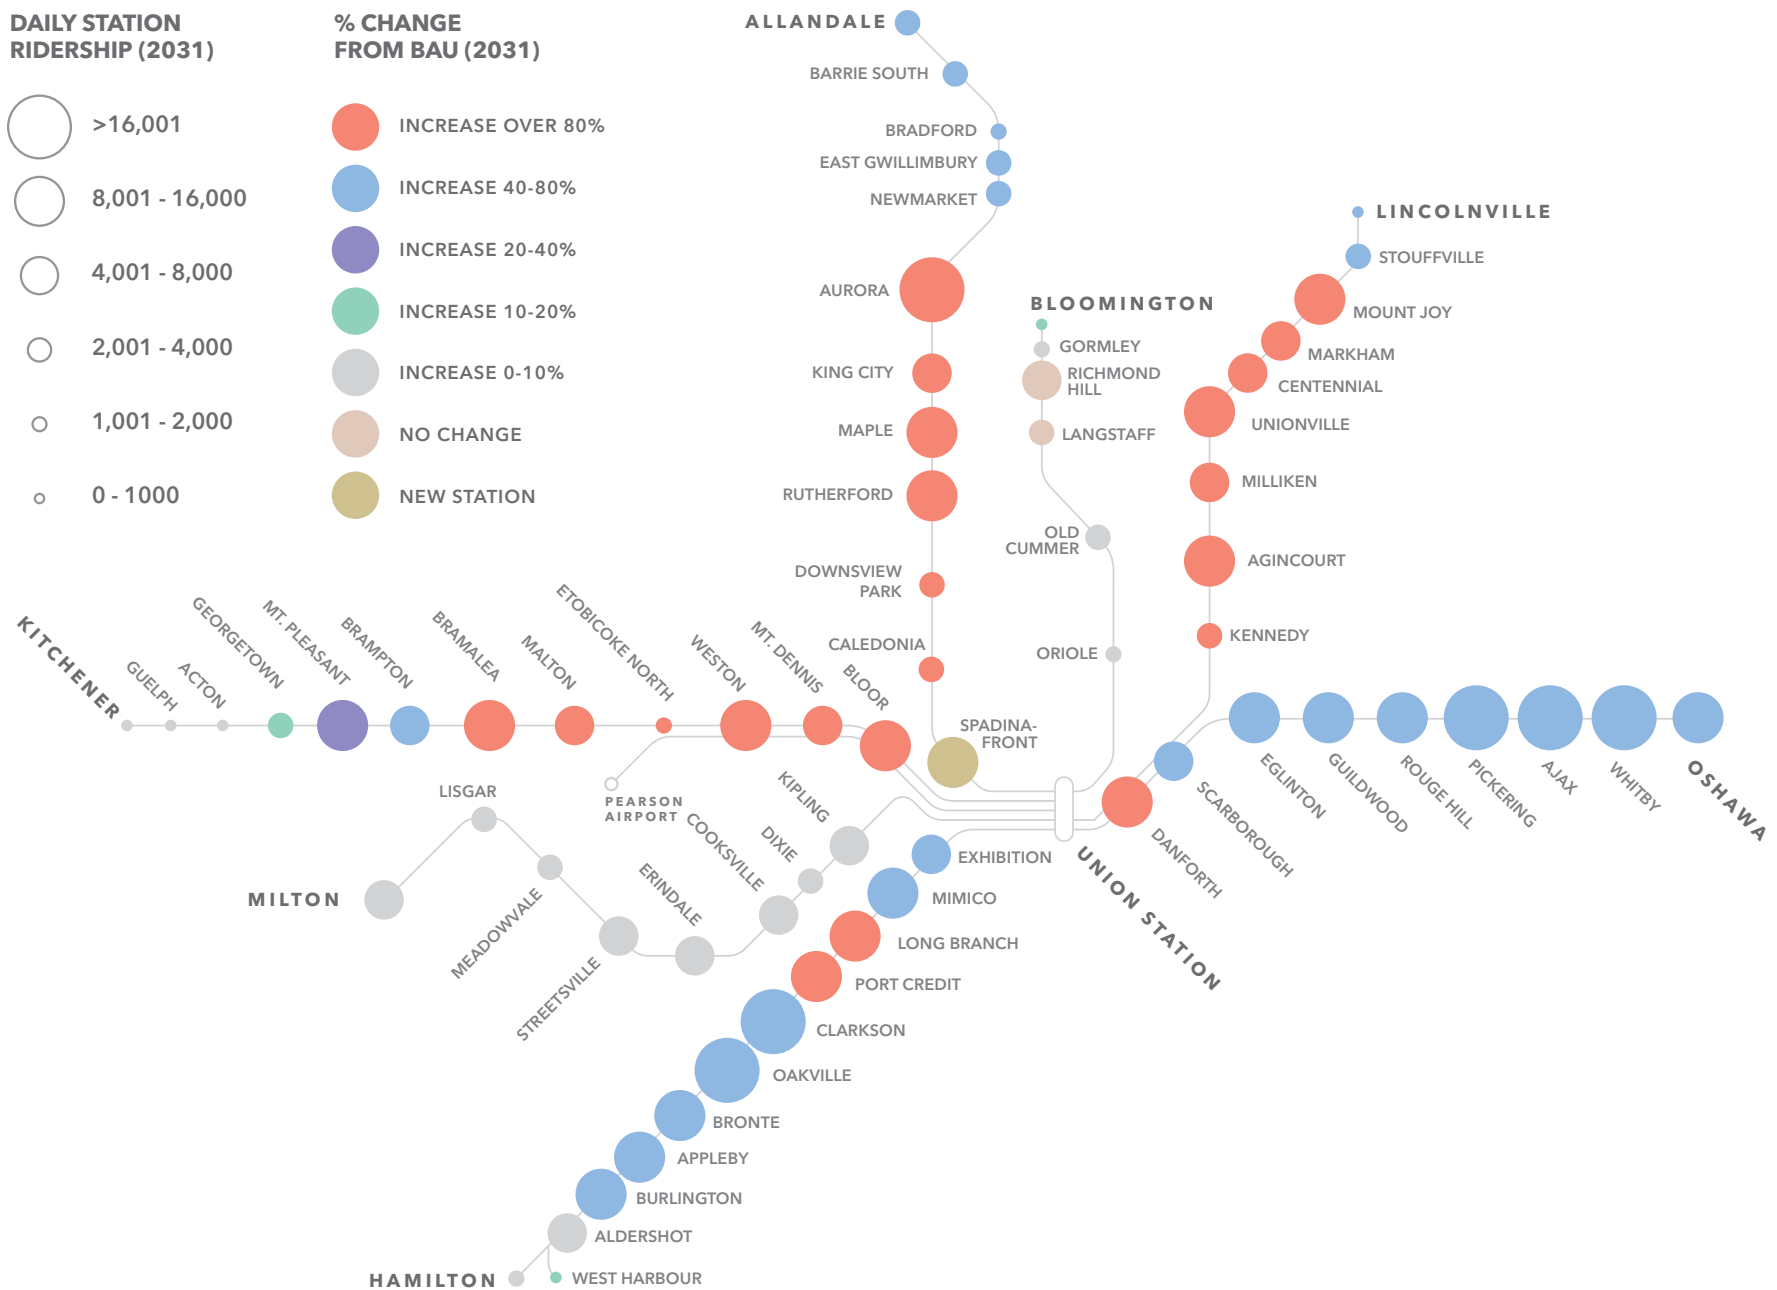 DAILY STATION
RIDERSHIP (2031)
>16,001
8,001 - 16,000
4,001 - 8,000
2,001 - 4,000
1,001 - 2,000
0 - 1000
% CHANGE
FROM BAU (2031)
INCREASE OVER 80%
INCREASE 40-80%
INCREASE 20-40%
INCREASE 10-20%
INCREASE 0-10%
NO CHANGE
NEW STATION
ALLANDALE
BARRIE SOUTH
BRADFORD
EAST GWILLIMBURY
NEWMARKET
AURORA
KING CITY
MAPLE
RUTHERFORD
DOWNSVIEW
PARK
CALEDONIA
SPADINA-
FRONT
BLOOMINGTON
GORMLEY
RICHMOND
HILL
LANGSTAFF
OLD
CUMMER
ORIOLE
LINCOLNVILLE
STOUFFVILLE
MOUNT JOY
MARKHAM
CENTENNIAL
UNIONVILLE
MILLIKEN
AGINCOURT
KENNEDY
KITCHENER
GUELPH
ACTON
GEORGETOWN
MT. PLEASANT
BRAMPTON
BRAMALEA
MALTON
ETOBICOKE NORTH
WESTON
MT. DENNIS
BLOOR
PEARSON
AIRPORT
UNION STATION
DANFORTH
SCARBOROUGH
EGLINTON
GUILDWOOD
ROUGE HILL
PICKERING
AJAX
WHITBY
OSHAWA
MILTON
LISGAR
MEADOWVALE
STREETSVILLE
ERINDALE
COOKSVILLE
DIXIE
KIPLING
EXHIBITION
MIMICO
LONG BRANCH
PORT CREDIT
CLARKSON
OAKVILLE
BRONTE
APPLEBY
BURLINGTON
ALDERSHOT
WEST HARBOUR
HAMILTON